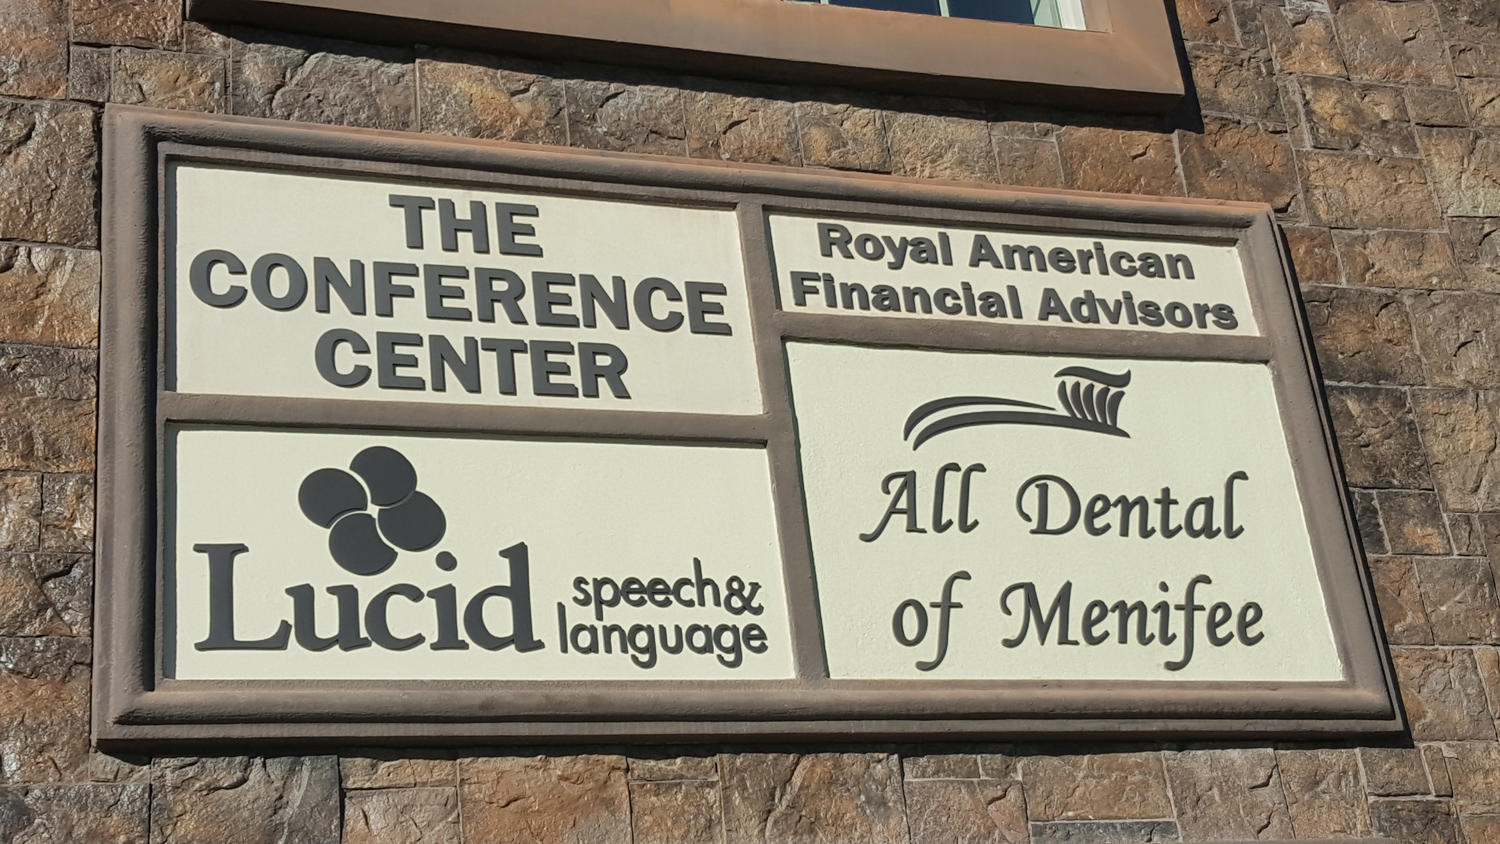 THE
CONFERENCE
CENTER
Royal American
Financial Advisors
Lucid speech &
language
All Dental
of Menifee